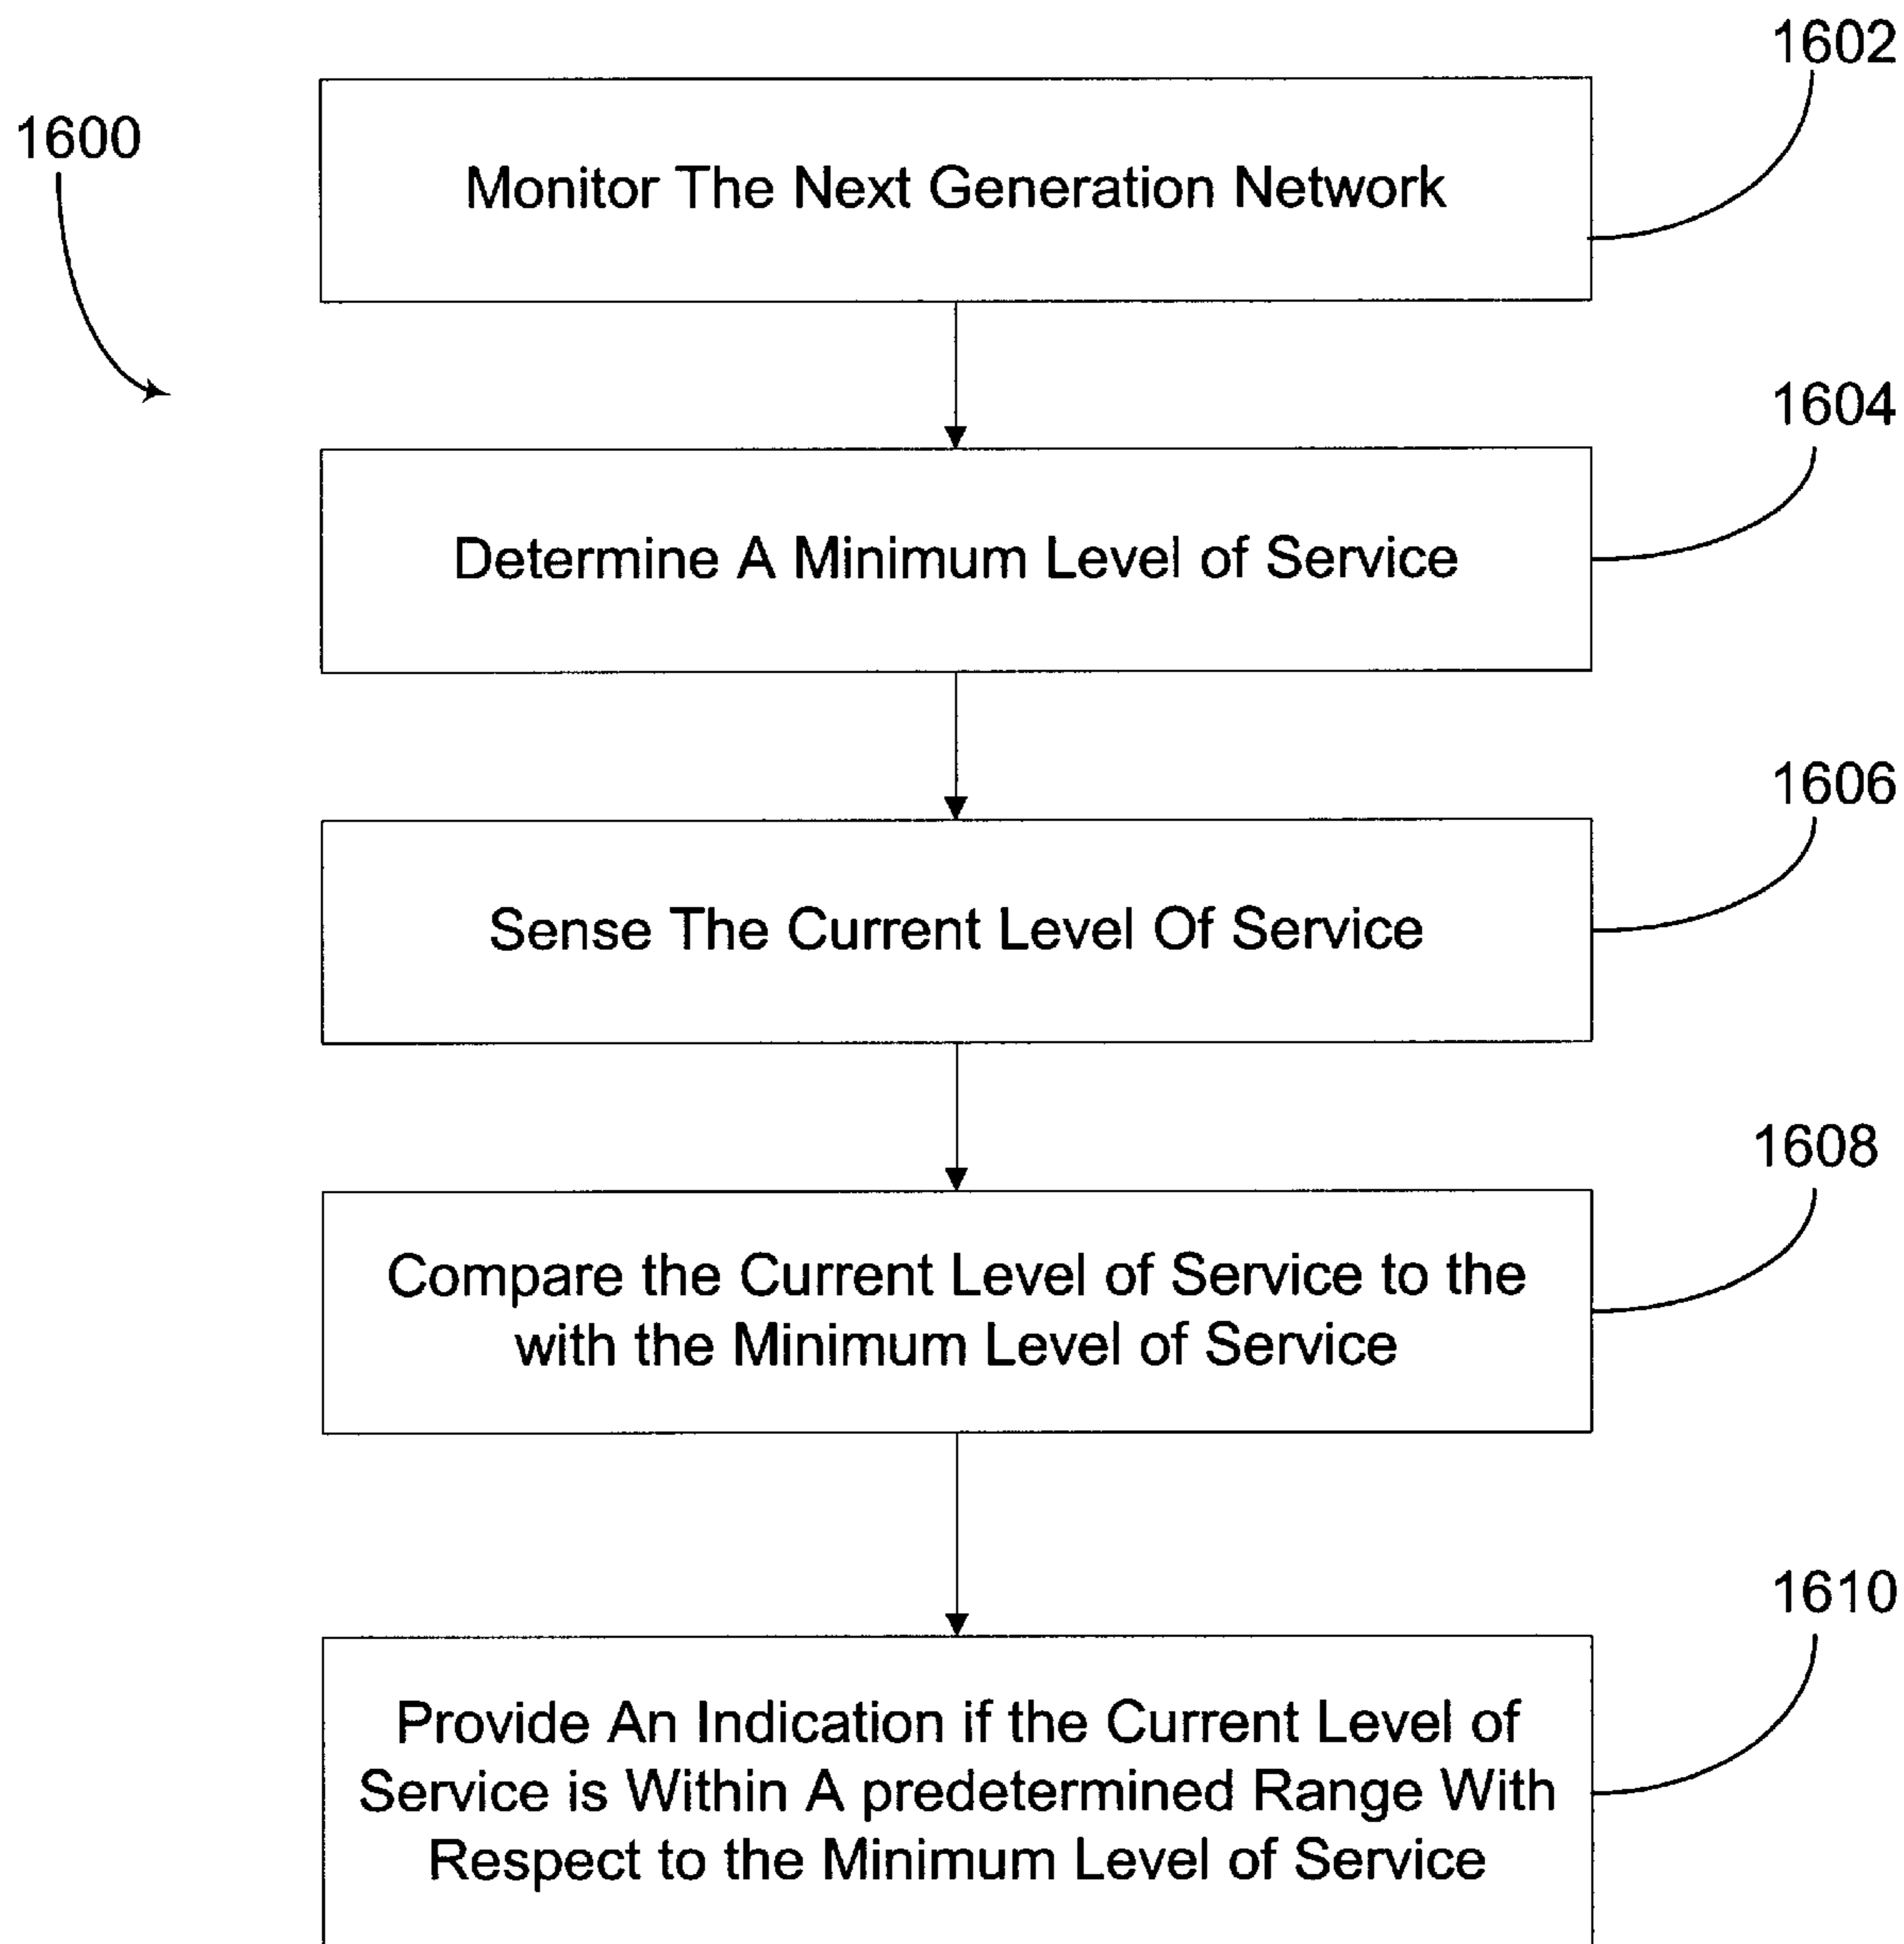 1602
1600
Monitor The Next Generation Network
1604
Determine A Minimum Level of Service
1606
Sense The Current Level Of Service
1608
Compare the Current Level of Service to the
with the Minimum Level of Service
1610
Provide An Indication if the Current Level of
Service is Within A predetermined Range With
Respect to the Minimum Level of Service